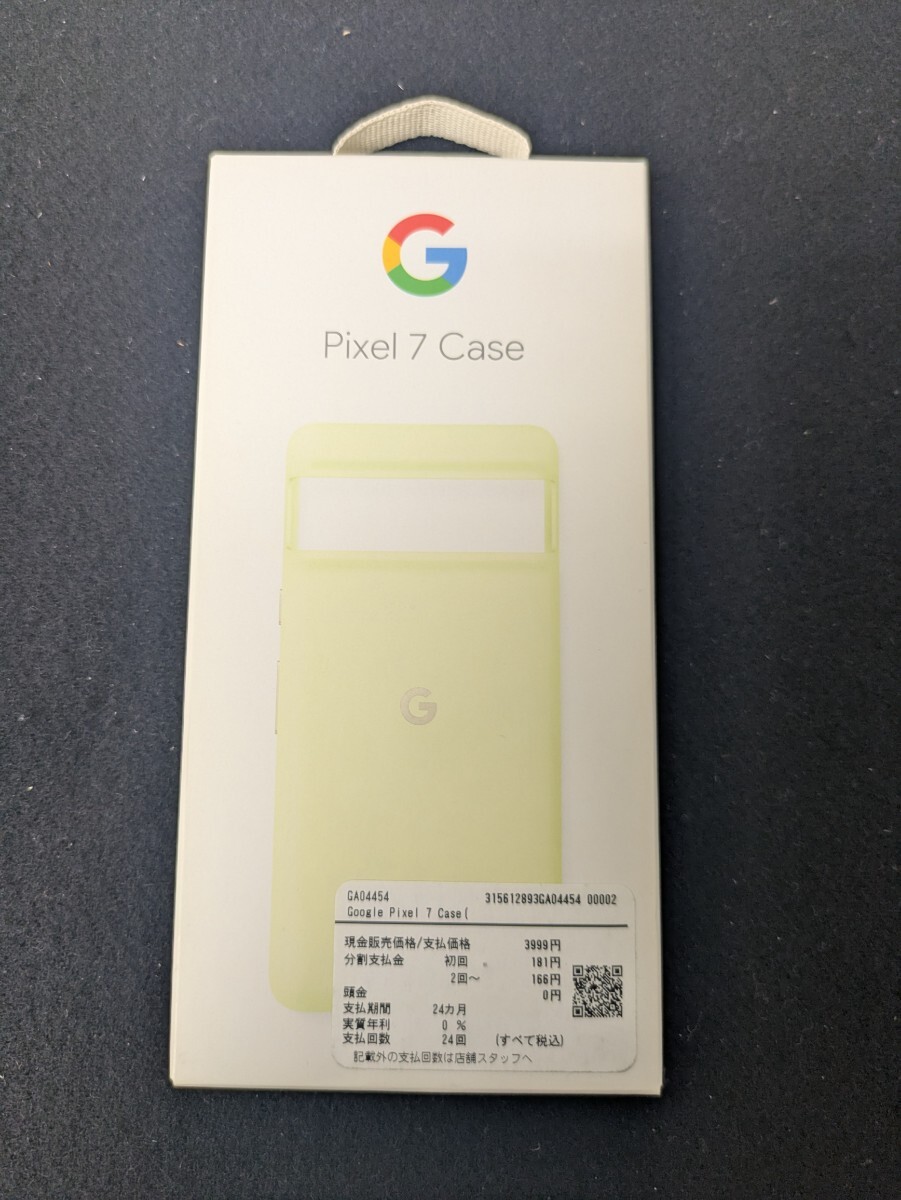 G
Pixel 7 Case
G
GA04454 315612893GA04454 00002
Google Pixel 7 Case(
現金販売価格/支払価格 3999円
分割支払金 初回 181円
2回～ 166円
頭金 0円
支払期間 24カ月
実質年利 0 %
支払回数 24回 (すべて税込)
記載外の支払回数は店舗スタッフへ